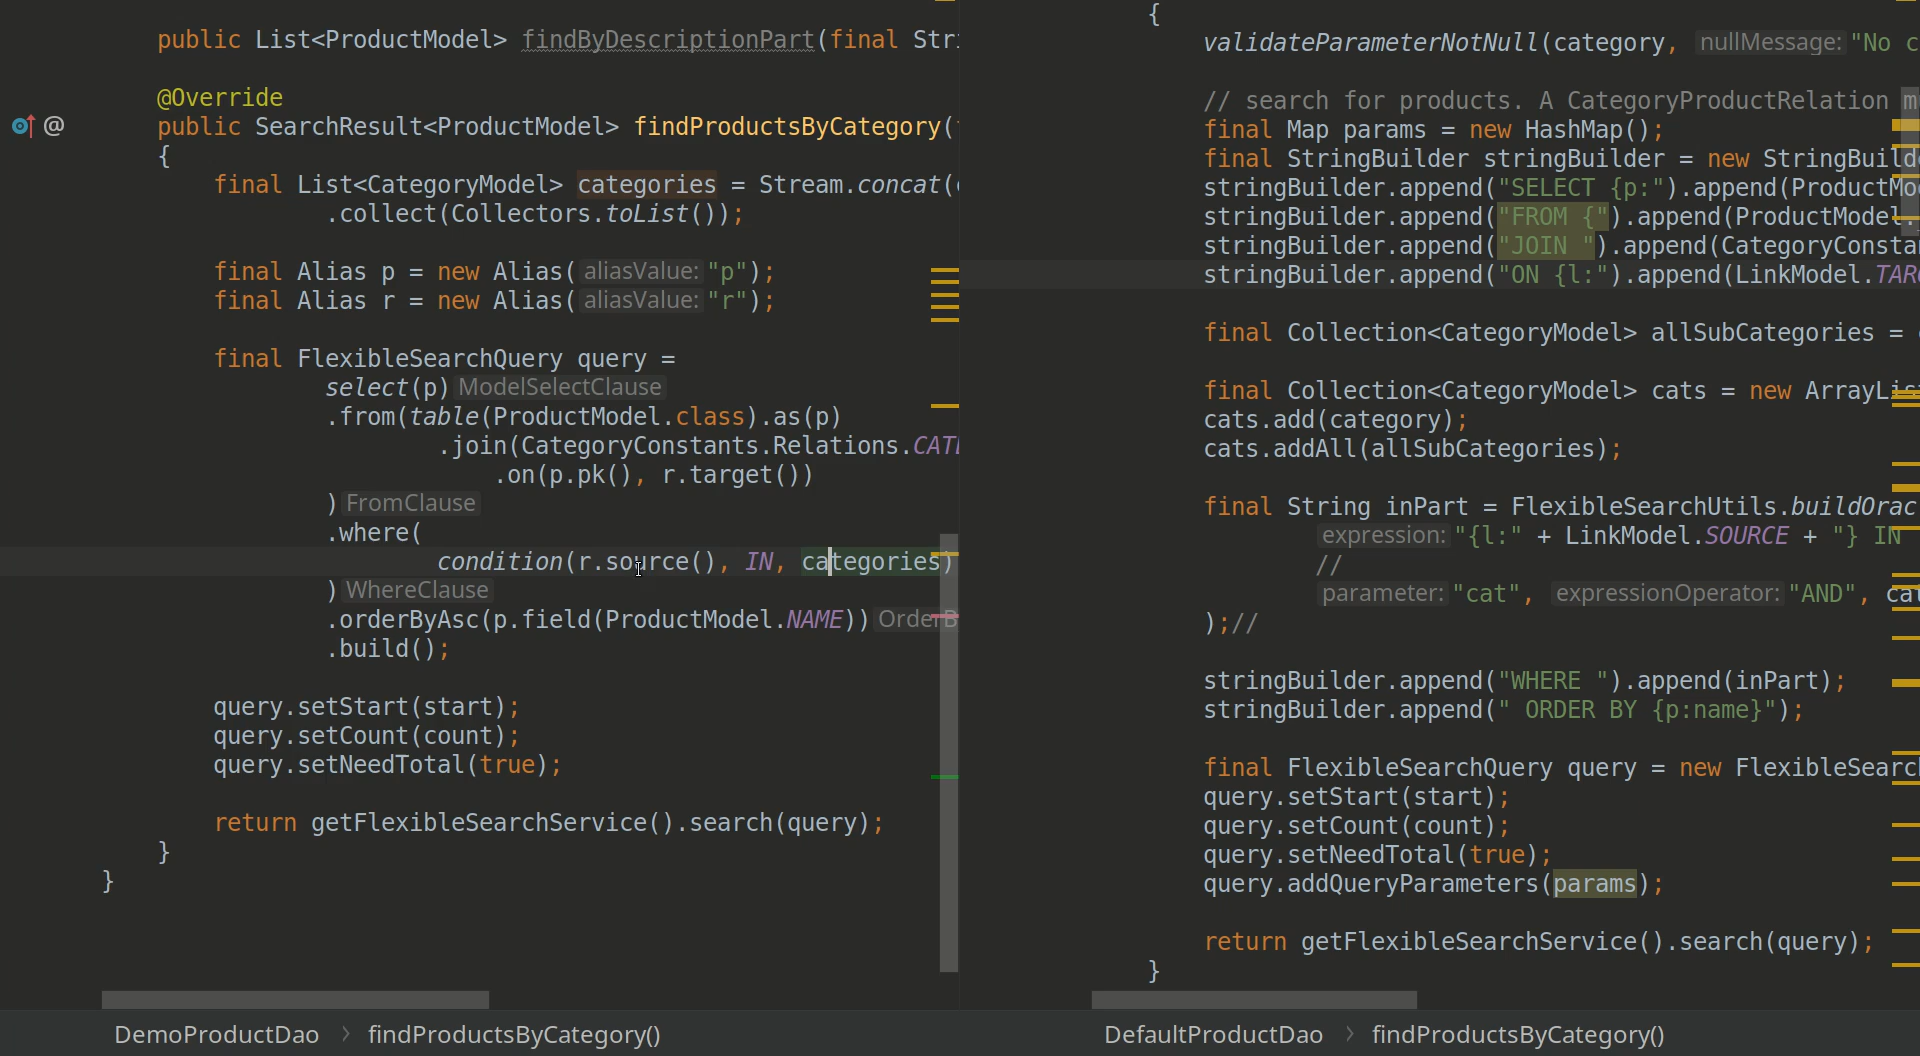 public List<ProductModel> findByDescriptionPart(final Stri
@Override
@
public SearchResult<ProductModel> findProductsByCategory(
{
final List<CategoryModel> categories = Stream.concat(
.collect(Collectors.toList());
final Alias p = new Alias( aliasValue: "p");
final Alias r = new Alias( aliasValue: "r");
final FlexibleSearchQuery query =
select(p) ModelSelectClause
.from(table(ProductModel.class).as(p)
.join(CategoryConstants.Relations.CATE
.on(p.pk(), r.target())
) FromClause
.where(
condition(r.source(), IN, categories)
) WhereClause
.orderByAsc(p.field(ProductModel.NAME)) OrderB
.build();
query.setStart(start);
query.setCount(count);
query.setNeedTotal(true);
return getFlexibleSearchService().search(query);
}
}
DemoProductDao > findProductsByCategory()
{
validateParameterNotNull(category, nullMessage: "No c
// search for products. A CategoryProductRelation m
final Map params = new HashMap();
final StringBuilder stringBuilder = new StringBuilde
stringBuilder.append("SELECT {p:").append(ProductMo
stringBuilder.append("FROM {").append(ProductModel.
stringBuilder.append("JOIN ").append(CategoryConsta
stringBuilder.append("ON {l:").append(LinkModel.TARG
final Collection<CategoryModel> allSubCategories =
final Collection<CategoryModel> cats = new ArrayList
cats.add(category);
cats.addAll(allSubCategories);
final String inPart = FlexibleSearchUtils.buildOrac
expression: "{l:" + LinkModel.SOURCE + "} IN
//
parameter: "cat", expressionOperator: "AND", cat
);//
stringBuilder.append("WHERE ").append(inPart);
stringBuilder.append(" ORDER BY {p:name}");
final FlexibleSearchQuery query = new FlexibleSearch
query.setStart(start);
query.setCount(count);
query.setNeedTotal(true);
query.addQueryParameters(params);
return getFlexibleSearchService().search(query);
}
DefaultProductDao > findProductsByCategory()